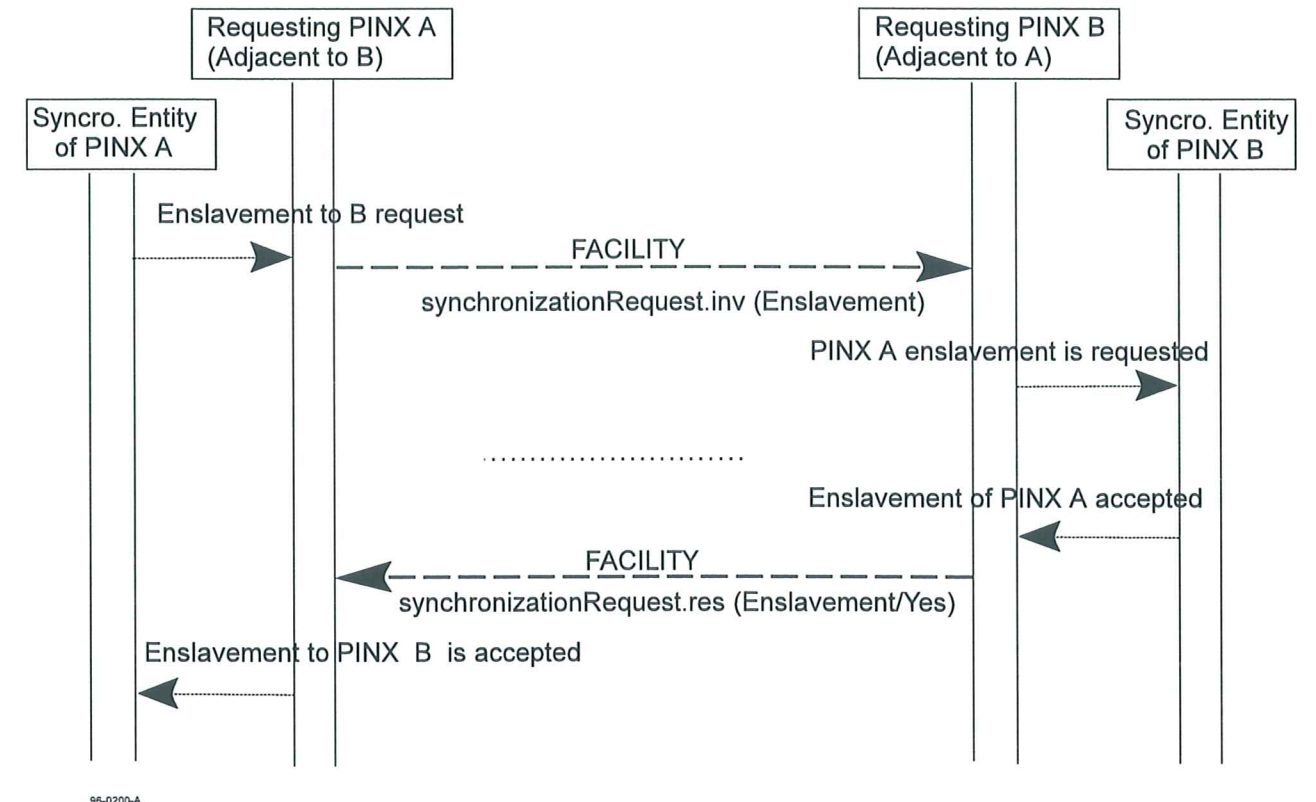 Requesting PINX A
(Adjacent to B)
Requesting PINX B
(Adjacent to A)
Syncro. Entity
of PINX A
Syncro. Entity
of PINX B
Enslavement to B request
FACILITY
synchronizationRequest.inv (Enslavement)
PINX A enslavement is requested
Enslavement of PINX A accepted
FACILITY
synchronizationRequest.res (Enslavement/Yes)
Enslavement to PINX B is accepted
96-0200-A